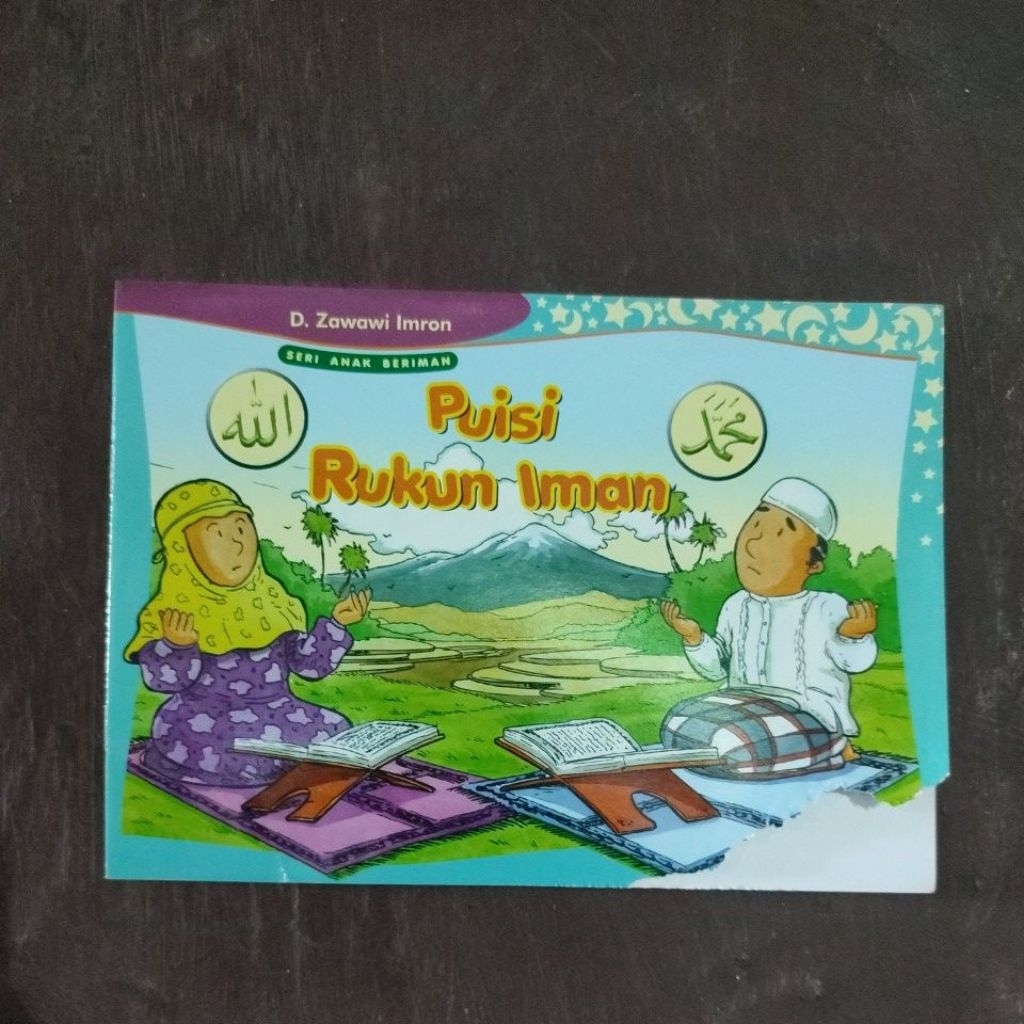 D. Zawawi Imron
SERI ANAK BERIMAN
Puisi
Rukun Iman
الله
محمد